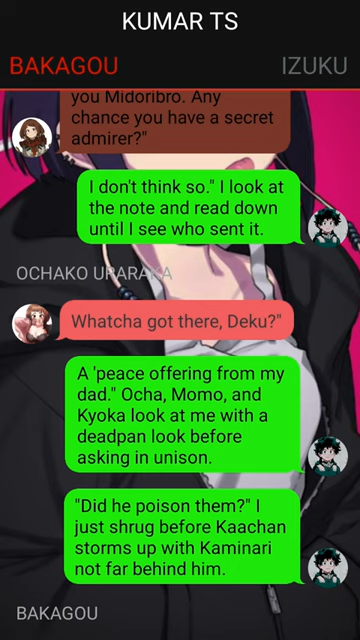 KUMAR TS
BAKAGOU
IZUKU
you Midoribro. Any
chance you have a secret
admirer?"
I don't think so." I look at
the note and read down
until I see who sent it.
OCHAKO URARAKA
Whatcha got there, Deku?"
A 'peace offering from my
dad." Ocha, Momo, and
Kyoka look at me with a
deadpan look before
asking in unison.
"Did he poison them?" I
just shrug before Kaachan
storms up with Kaminari
not far behind him.
BAKAGOU